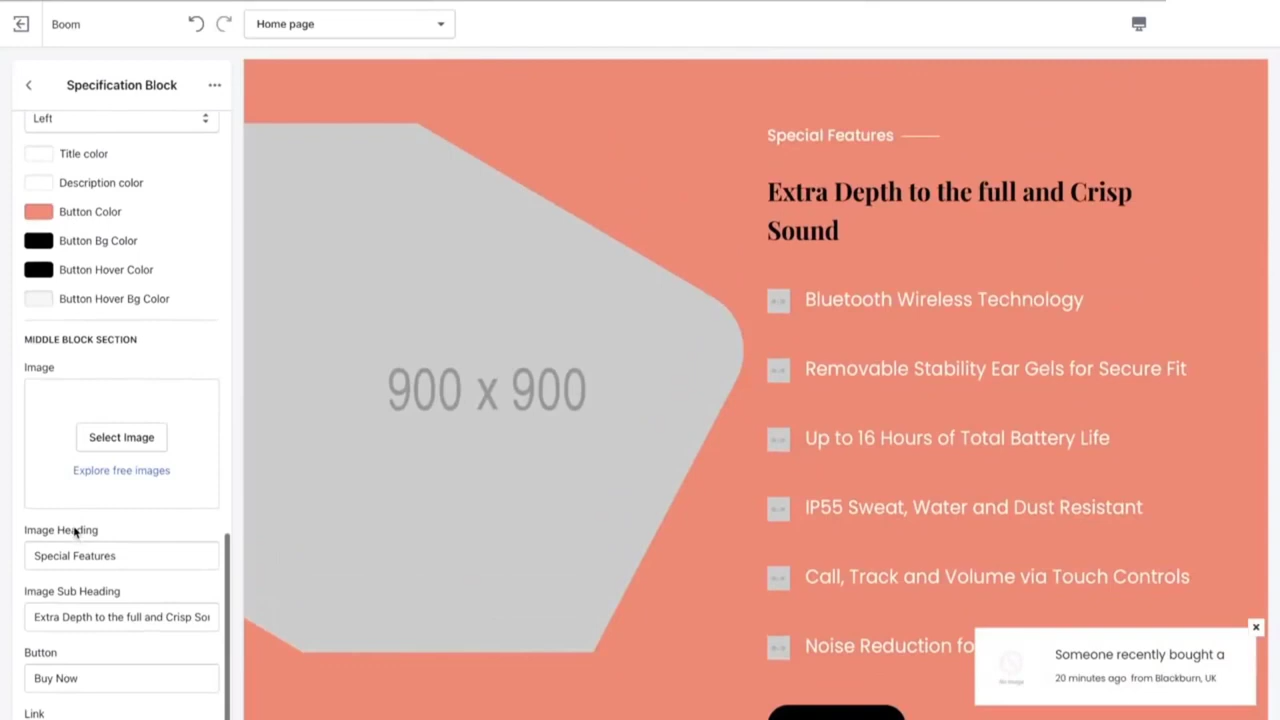 Boom
Home page
Specification Block
Left
Title color
Description color
Button Color
Button Bg Color
Button Hover Color
Button Hover Bg Color
MIDDLE BLOCK SECTION
Image
Select Image
Explore free images
Image Heading
Special Features
Image Sub Heading
Extra Depth to the full and Crisp Sou
Button
Buy Now
Link
900 x 900
Special Features
Extra Depth to the full and Crisp
Sound
Bluetooth Wireless Technology
Removable Stability Ear Gels for Secure Fit
Up to 16 Hours of Total Battery Life
IP55 Sweat, Water and Dust Resistant
Call, Track and Volume via Touch Controls
Noise Reduction fo
No image
Someone recently bought a
20 minutes ago from Blackburn, UK